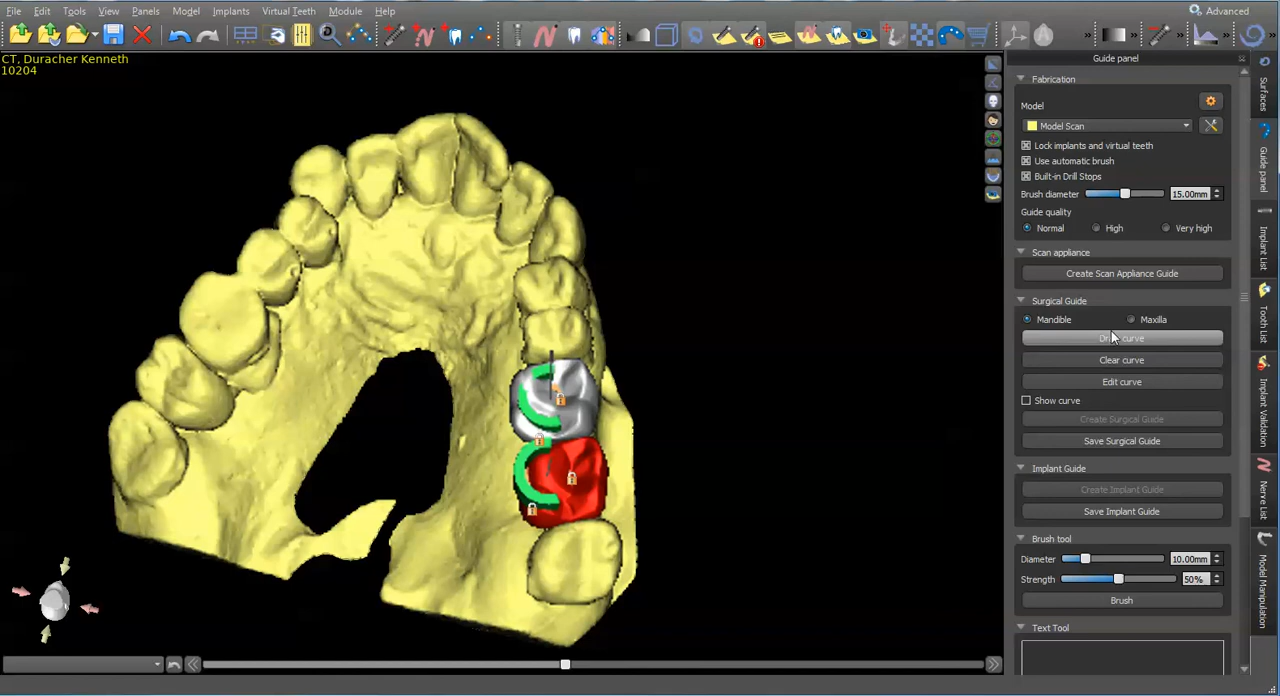 File Edit Tools View Panels Model Implants Virtual Teeth Module Help
Advanced
CT, Duracher Kenneth
10204
Guide panel
Fabrication
Model
Model Scan
Lock implants and virtual teeth
Use automatic brush
Built-in Drill Stops
Brush diameter 15.00mm
Guide quality
Normal High Very high
Scan appliance
Create Scan Appliance Guide
Surgical Guide
Mandible Maxilla
Draw curve
Clear curve
Edit curve
Show curve
Create Surgical Guide
Save Surgical Guide
Implant Guide
Create Implant Guide
Save Implant Guide
Brush tool
Diameter 10.00mm
Strength 50%
Brush
Text Tool
Surfaces
Guide panel
Implant List
Tooth List
Implant Validation
Nerve List
Model Manipulation